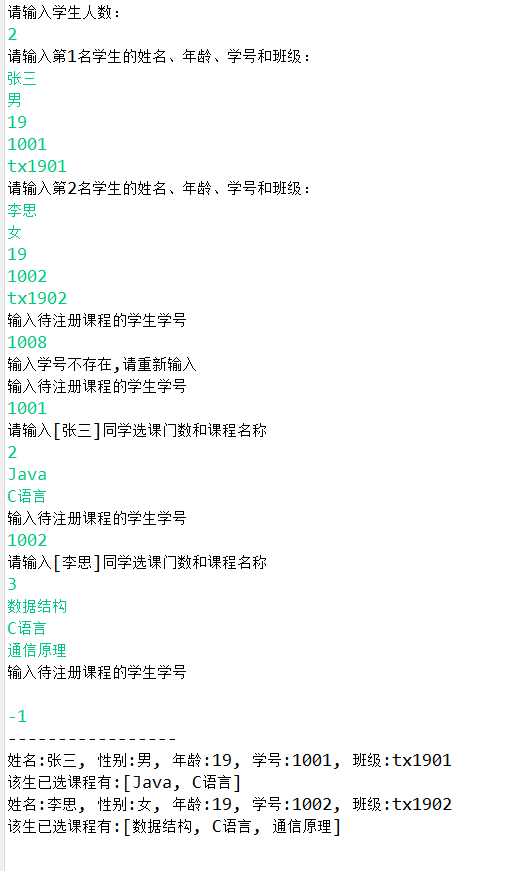 请输入学生人数：
2
请输入第1名学生的姓名、年龄、学号和班级：
张三
男
19
1001
tx1901
请输入第2名学生的姓名、年龄、学号和班级：
李思
女
19
1002
tx1902
输入待注册课程的学生学号
1008
输入学号不存在,请重新输入
输入待注册课程的学生学号
1001
请输入[张三]同学选课门数和课程名称
2
Java
C语言
输入待注册课程的学生学号
1002
请输入[李思]同学选课门数和课程名称
3
数据结构
C语言
通信原理
输入待注册课程的学生学号
-1
-----------------
姓名:张三, 性别:男, 年龄:19, 学号:1001, 班级:tx1901
该生已选课程有:[Java, C语言]
姓名:李思, 性别:女, 年龄:19, 学号:1002, 班级:tx1902
该生已选课程有:[数据结构, C语言, 通信原理]